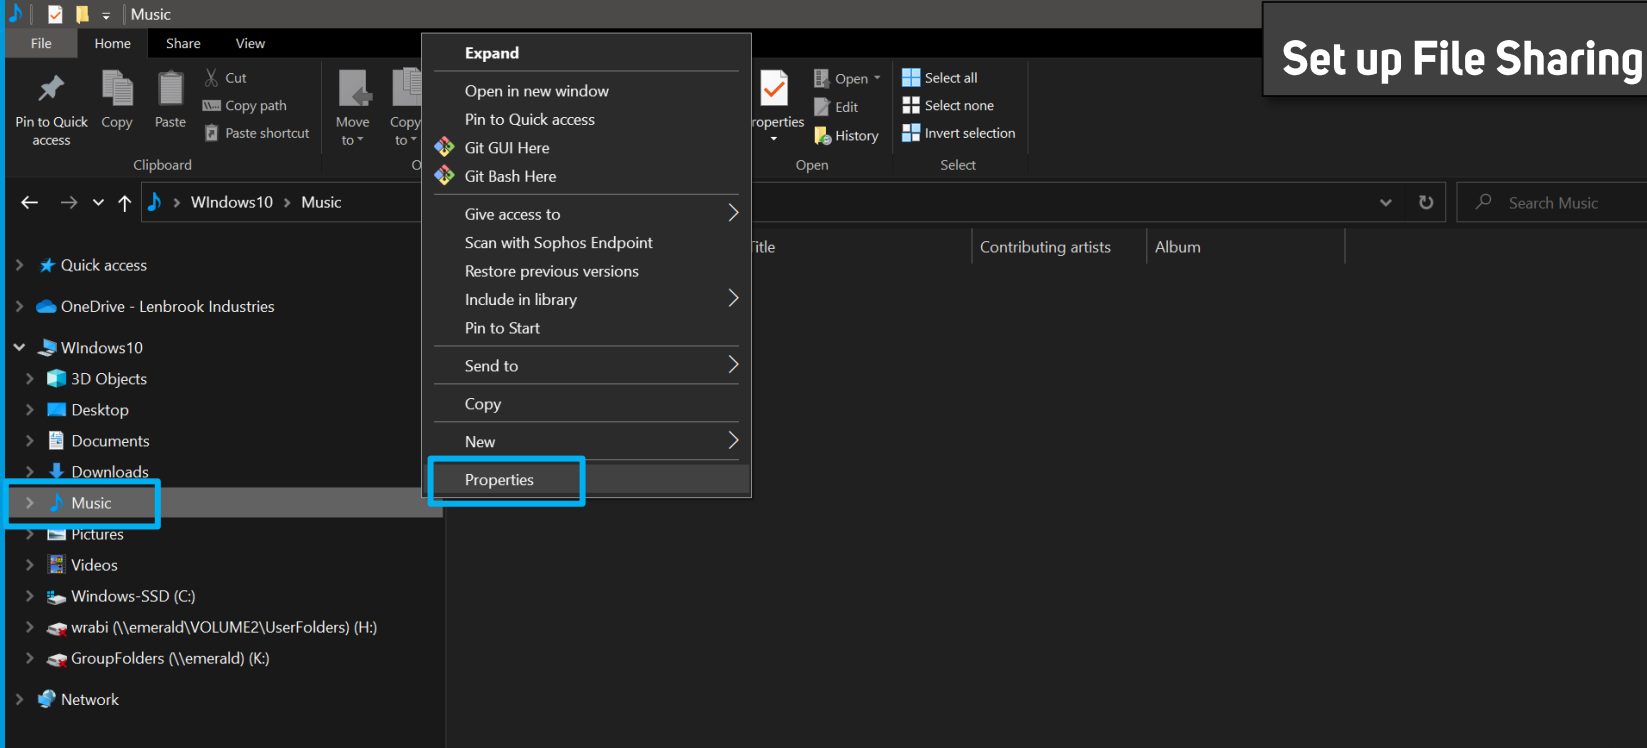 Music
Set up File Sharing
File Home Share View
Pin to Quick access
Copy
Paste
Cut
Copy path
Paste shortcut
Clipboard
Move to
Copy to
O
roperties
Open
Edit
History
Open
Select all
Select none
Invert selection
Select
WIndows10 Music
Search Music
Expand
Open in new window
Pin to Quick access
Git GUI Here
Git Bash Here
Give access to
Scan with Sophos Endpoint
Restore previous versions
Include in library
Pin to Start
Send to
Copy
New
Properties
itle Contributing artists Album
Quick access
OneDrive - Lenbrook Industries
WIndows10
3D Objects
Desktop
Documents
Downloads
Music
Pictures
Videos
Windows-SSD (C:)
wrabi (\\emerald\VOLUME2\UserFolders) (H:)
GroupFolders (\\emerald) (K:)
Network